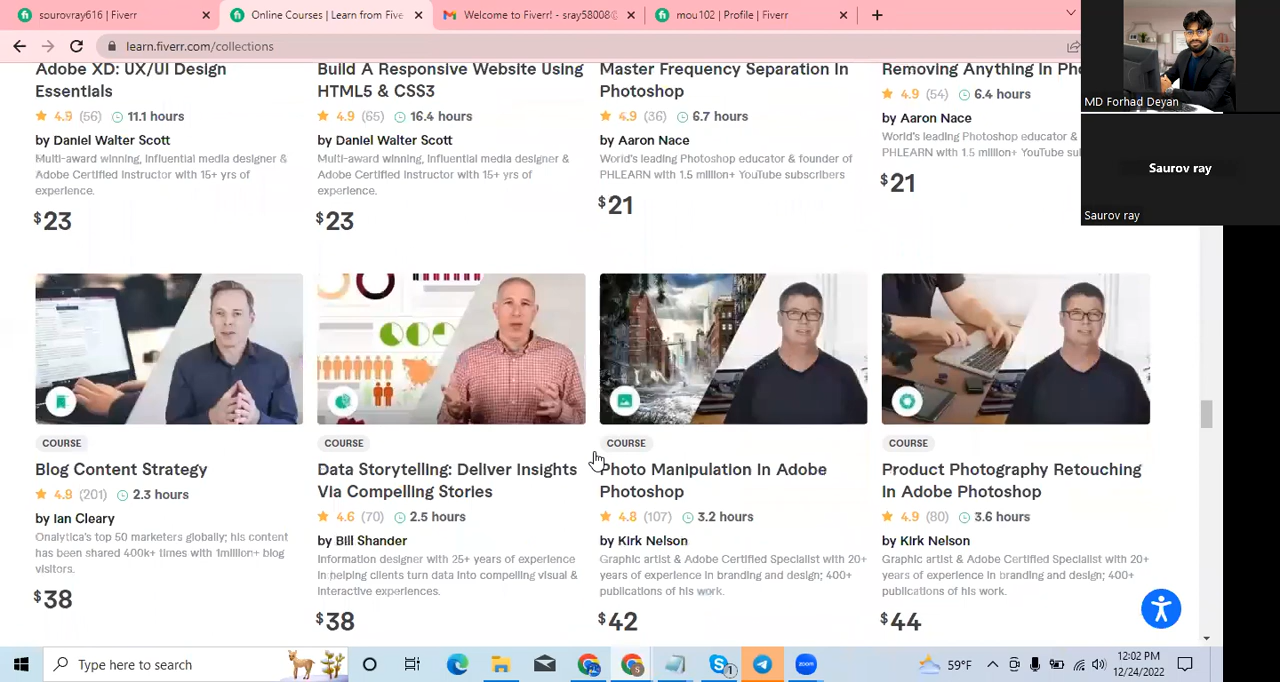 sourovray616 | Fiverr
Online Courses | Learn from Five
Welcome to Fiverr! - sray58008@
mou102 | Profile | Fiverr
learn.fiverr.com/collections
MD Forhad Deyan
Saurov ray
Saurov ray
Adobe XD: UX/UI Design
Essentials
4.9 (56) 11.1 hours
by Daniel Walter Scott
Multi-award winning, influential media designer &
Adobe Certified Instructor with 15+ yrs of
experience.
$23
Build A Responsive Website Using
HTML5 & CSS3
4.9 (65) 16.4 hours
by Daniel Walter Scott
Multi-award winning, influential media designer &
Adobe Certified Instructor with 15+ yrs of
experience.
$23
Master Frequency Separation In
Photoshop
4.9 (36) 6.7 hours
by Aaron Nace
World's leading Photoshop educator & founder of
PHLEARN with 1.5 million+ YouTube subscribers
$21
Removing Anything In Pho
4.9 (54) 6.4 hours
by Aaron Nace
World's leading Photoshop educator &
PHLEARN with 1.5 million+ YouTube sul
$21
COURSE
Blog Content Strategy
4.8 (201) 2.3 hours
by Ian Cleary
Onalytica's top 50 marketers globally; his content
has been shared 400k+ times with 1million+ blog
visitors.
$38
COURSE
Data Storytelling: Deliver Insights
Via Compelling Stories
4.6 (70) 2.5 hours
by Bill Shander
Information designer with 25+ years of experience
in helping clients turn data into compelling visual &
interactive experiences.
$38
COURSE
Photo Manipulation In Adobe
Photoshop
4.8 (107) 3.2 hours
by Kirk Nelson
Graphic artist & Adobe Certified Specialist with 20+
years of experience in branding and design; 400+
publications of his work.
$42
COURSE
Product Photography Retouching
In Adobe Photoshop
4.9 (80) 3.6 hours
by Kirk Nelson
Graphic artist & Adobe Certified Specialist with 20+
years of experience in branding and design; 400+
publications of his work.
$44
Type here to search
S
1
zoom
59°F
12:02 PM
12/24/2022